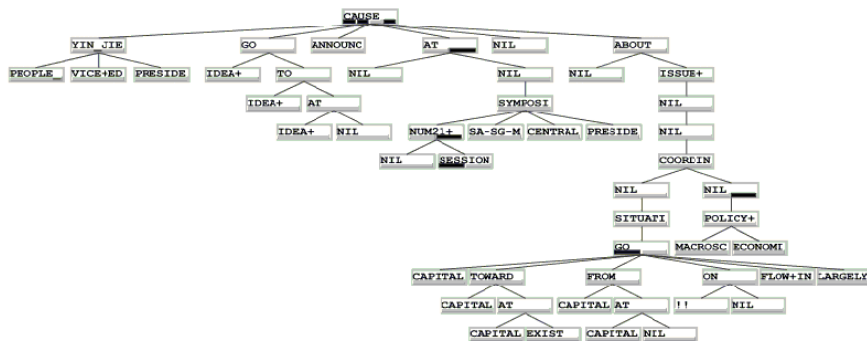 CAUSE
YIN JIE GO ANNOUNC AT NIL ABOUT
PEOPLE_ VICE+ED PRESIDE IDEA+ TO NIL NIL NIL ISSUE+
IDEA+ AT SYMPOSI NIL
IDEA+ NIL NUM21+ SA-SG-M CENTRAL PRESIDE NIL
NIL SESSION COORDIN
NIL NIL
SITUATI POLICY+
GO MACROSC ECONOMI
CAPITAL TOWARD FROM ON FLOW+IN LARGELY
CAPITAL AT CAPITAL AT !! NIL
CAPITAL EXIST CAPITAL NIL